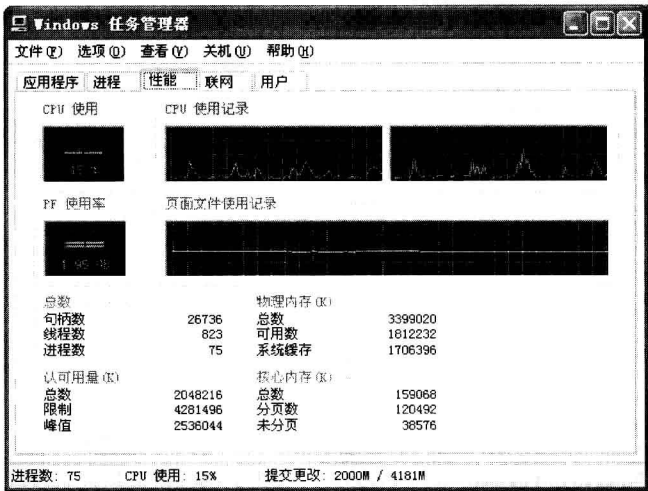 Windows 任务管理器
文件(F) 选项(O) 查看(V) 关机(U) 帮助(H)
应用程序 进程 性能 联网 用户
CPU 使用 CPU 使用记录
15 %
PF 使用率 页面文件使用记录
1.95 GB
总数 物理内存(K)
句柄数 26736 总数 3399020
线程数 823 可用数 1812232
进程数 75 系统缓存 1706396
认可用量(K) 核心内存(K)
总数 2048216 总数 159068
限制 4281496 分页数 120492
峰值 2536044 未分页 38576
进程数: 75 CPU 使用: 15% 提交更改: 2000M / 4181M